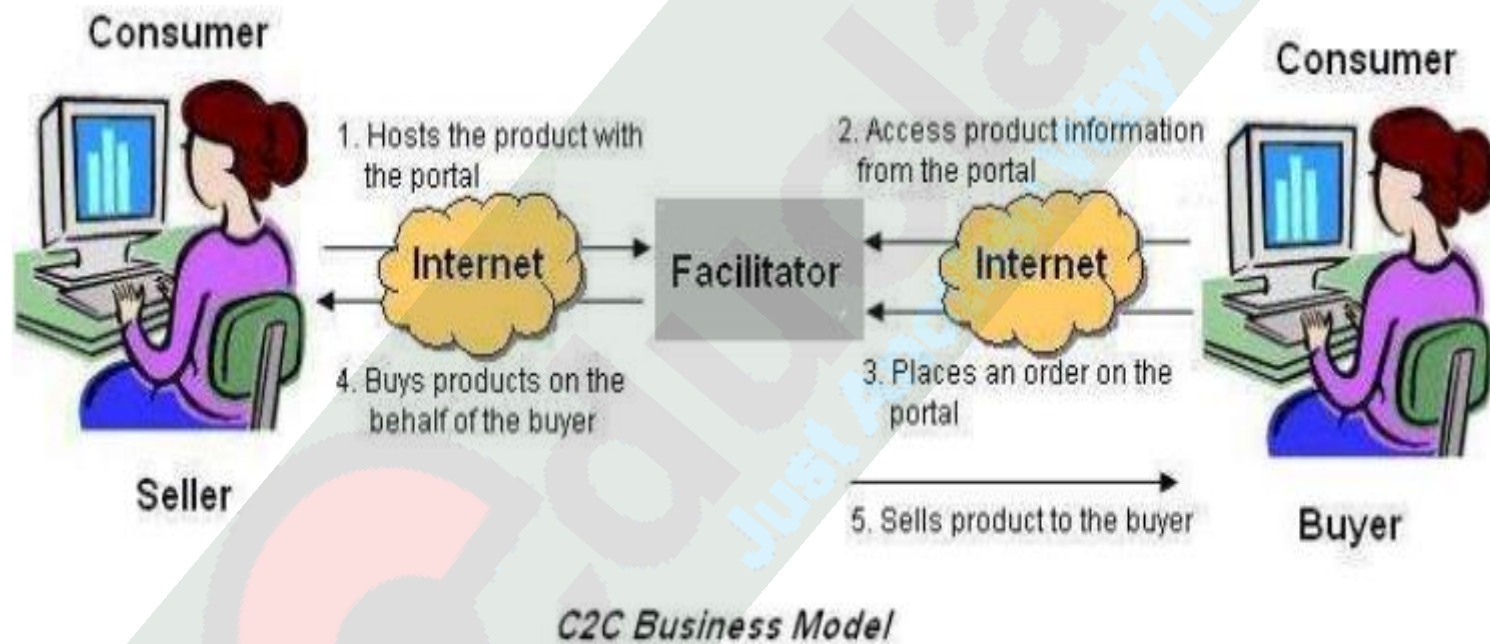 Consumer
Consumer
1. Hosts the product with
the portal
2. Access product information
from the portal
Internet
Facilitator
Internet
4. Buys products on the
behalf of the buyer
3. Places an order on the
portal
Seller
5. Sells product to the buyer
Buyer
C2C Business Model